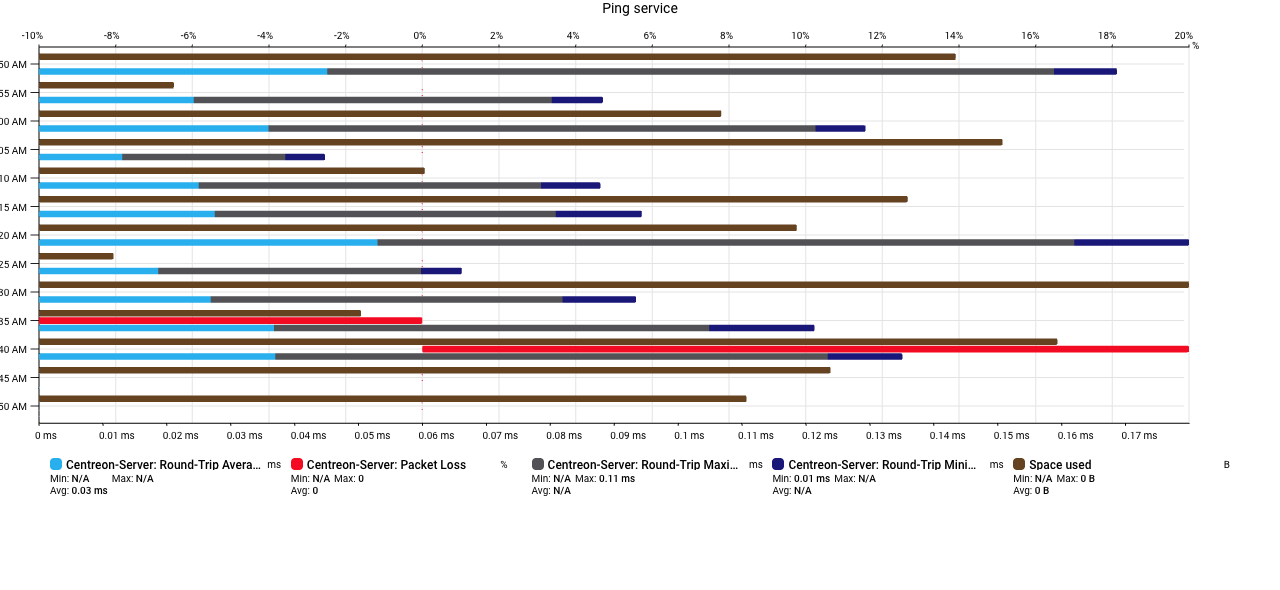 Ping service
-10% -8% -6% -4% -2% 0% 2% 4% 6% 8% 10% 12% 14% 16% 18% 20%
%
50 AM
55 AM
00 AM
05 AM
10 AM
15 AM
20 AM
25 AM
30 AM
35 AM
40 AM
45 AM
50 AM
0 ms 0.01 ms 0.02 ms 0.03 ms 0.04 ms 0.05 ms 0.06 ms 0.07 ms 0.08 ms 0.09 ms 0.1 ms 0.11 ms 0.12 ms 0.13 ms 0.14 ms 0.15 ms 0.16 ms 0.17 ms
Centreon-Server: Round-Trip Avera... ms
Min: N/A Max: N/A
Avg: 0.03 ms
Centreon-Server: Packet Loss %
Min: N/A Max: 0
Avg: 0
Centreon-Server: Round-Trip Maxi... ms
Min: N/A Max: 0.11 ms
Avg: N/A
Centreon-Server: Round-Trip Mini... ms
Min: 0.01 ms Max: N/A
Avg: N/A
Space used B
Min: N/A Max: 0 B
Avg: 0 B